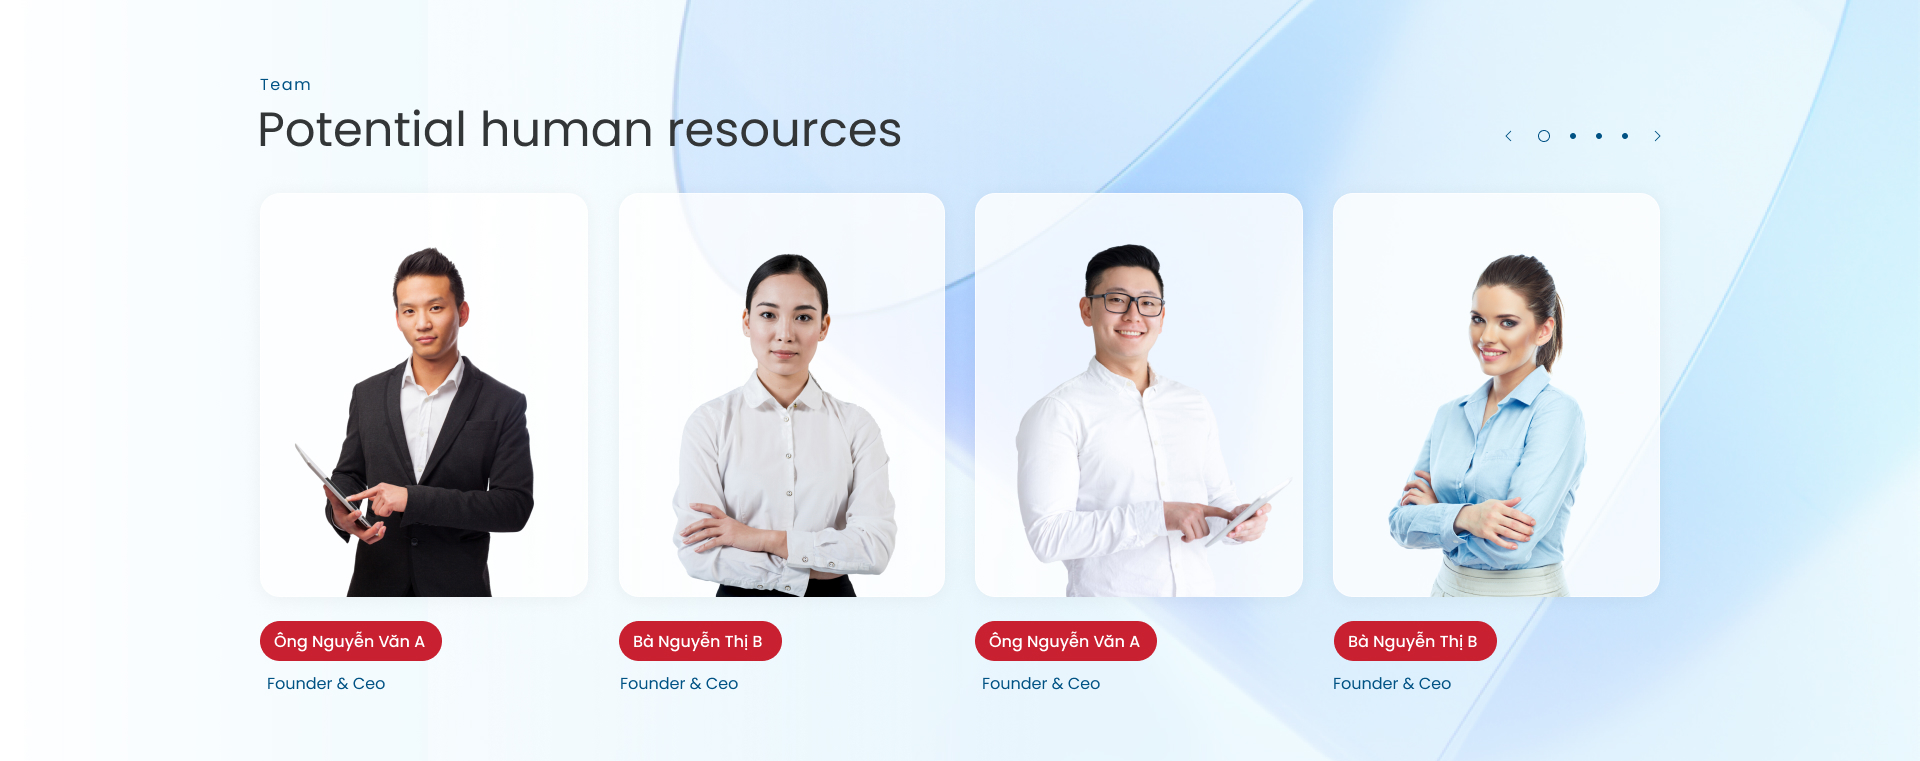 Team
Potential human resources
Ông Nguyễn Văn A
Founder & Ceo
Bà Nguyễn Thị B
Founder & Ceo
Ông Nguyễn Văn A
Founder & Ceo
Bà Nguyễn Thị B
Founder & Ceo